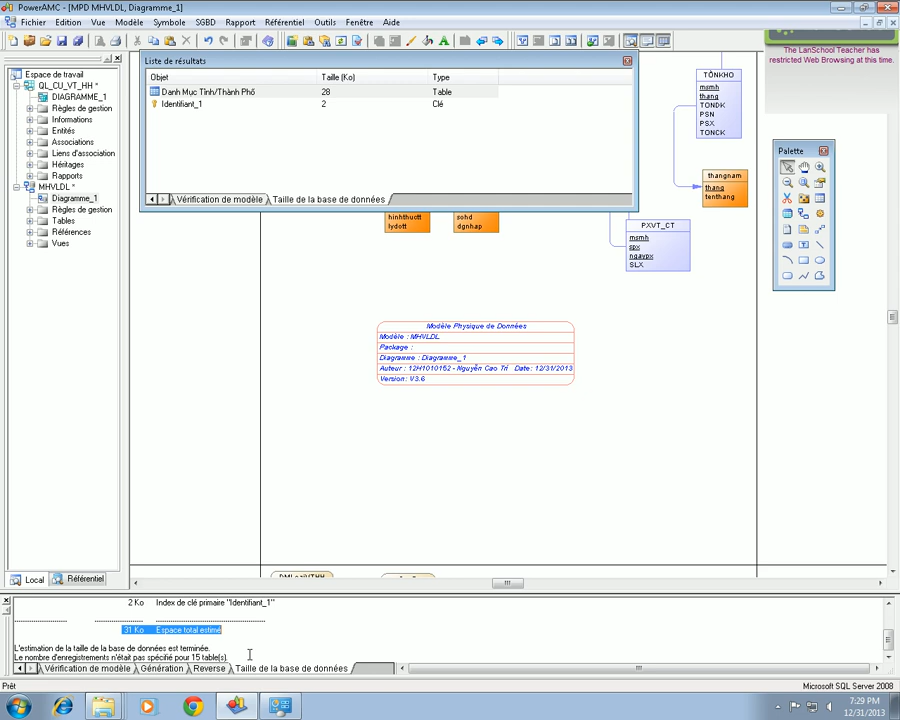 PowerAMC - [MPD MHVLDL, Diagramme_1]
Fichier Edition Vue Modèle Symbole SGBD Rapport Référentiel Outils Fenêtre Aide
The LanSchool Teacher has
restricted Web Browsing at this time.
Espace de travail
QL_CU_VT_HH *
DIAGRAMME_1
Règles de gestion
Informations
Entités
Associations
Liens d'association
Héritages
Rapports
MHVLDL *
Diagramme_1
Règles de gestion
Tables
Références
Vues
Local Référentiel
Liste de résultats
Objet Taille (Ko) Type
Danh Mục Tỉnh/Thành Phố 28 Table
Identifiant_1 2 Clé
Vérification de modèle Taille de la base de données
TỒNKHO
msmh
thang
TONDK
PSN
PSX
TONCK
thangnam
thang
tenthang
hinhthuctt
lydott
sohd
dgnhap
PXVT_CT
msmh
spx
ngaypx
SLX
Palette
Modèle Physique de Données
Modèle : MHVLDL
Package :
Diagramme : Diagramme_1
Auteur : 12H1010152 - Nguyễn Cao Trí Date: 12/31/2013
Version: V3.6
2 Ko Index de clé primaire "Identifiant_1"
31 Ko Espace total estimé
L'estimation de la taille de la base de données est terminée.
Le nombre d'enregistrements n'était pas spécifié pour 15 table(s).
Vérification de modèle Génération Reverse Taille de la base de données
Prêt
Microsoft SQL Server 2008
7:29 PM
12/31/2013